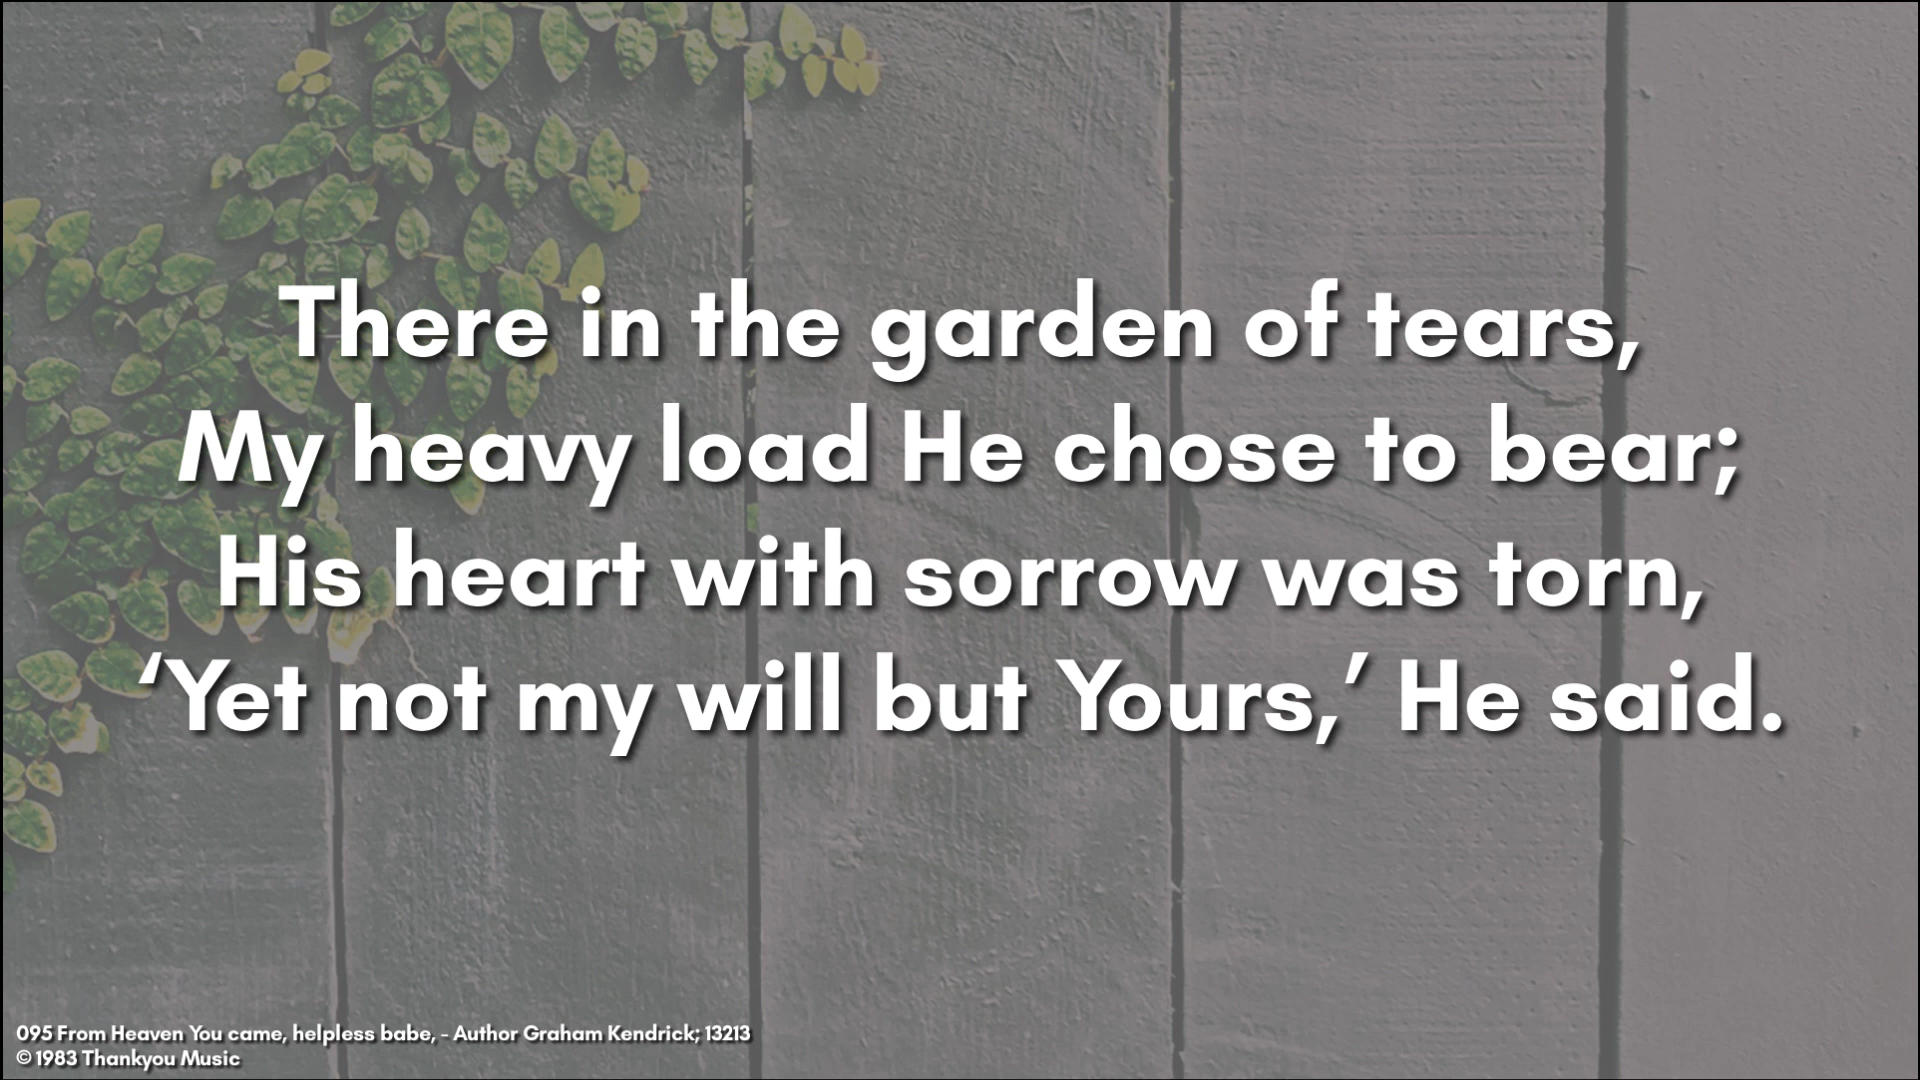 There in the garden of tears,
My heavy load He chose to bear;
His heart with sorrow was torn,
‘Yet not my will but Yours,’ He said.
095 From Heaven You came, helpless babe, - Author Graham Kendrick; 13213
© 1983 Thankyou Music